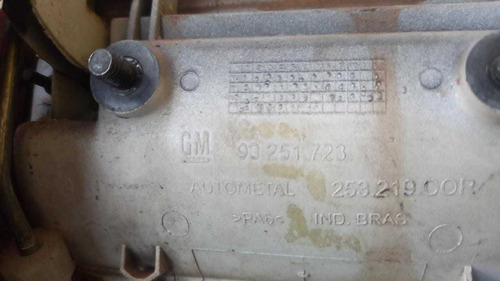 GM 93 251 723
AUTOMETAL 253.219.COR
>PA6< IND. BRAS